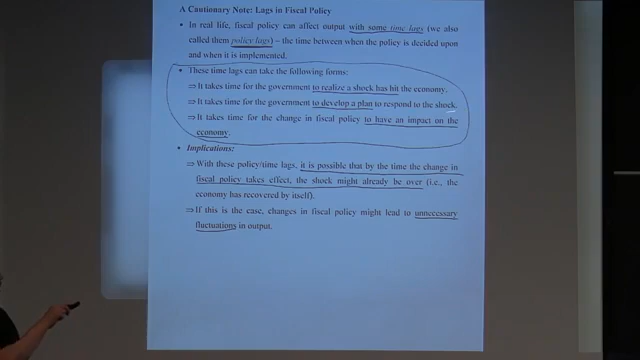 A Cautionary Note: Lags in Fiscal Policy
• In real life, fiscal policy can affect output with some time lags (we also
called them policy lags) – the time between when the policy is decided upon
and when it is implemented.
• These time lags can take the following forms:
⇒ It takes time for the government to realize a shock has hit the economy.
⇒ It takes time for the government to develop a plan to respond to the shock.
⇒ It takes time for the change in fiscal policy to have an impact on the
economy.
• Implications:
⇒ With these policy/time lags, it is possible that by the time the change in
fiscal policy takes effect, the shock might already be over (i.e., the
economy has recovered by itself).
⇒ If this is the case, changes in fiscal policy might lead to unnecessary
fluctuations in output.